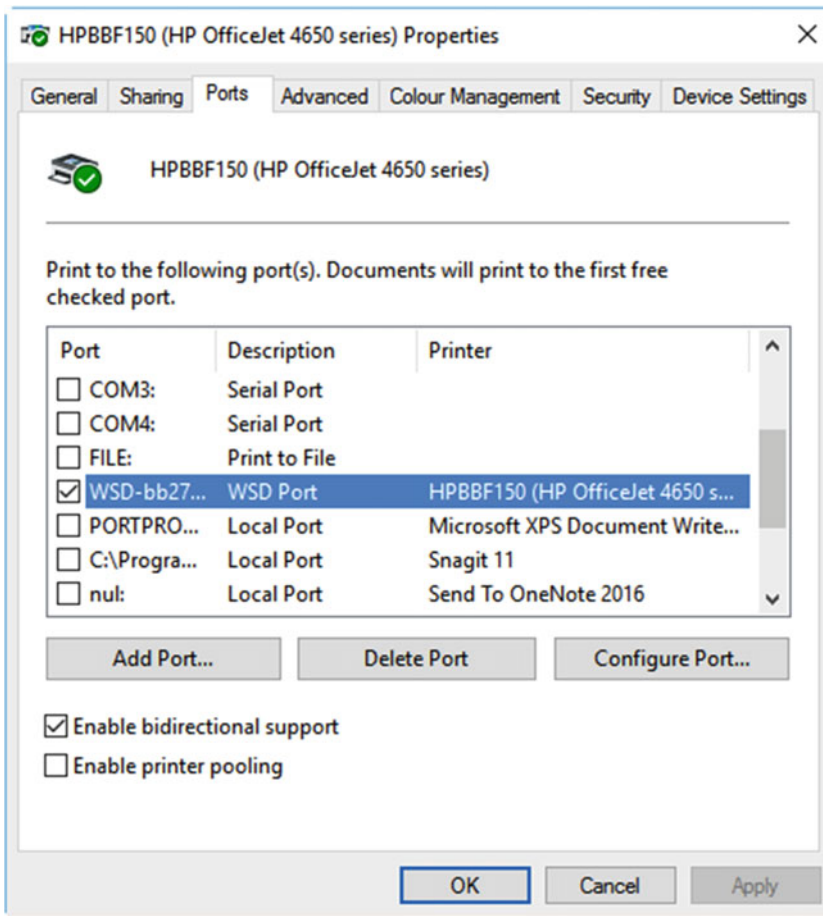 HPBBF150 (HP OfficeJet 4650 series) Properties
General Sharing Ports Advanced Colour Management Security Device Settings
HPBBF150 (HP OfficeJet 4650 series)
Print to the following port(s). Documents will print to the first free
checked port.
Port Description Printer
COM3: Serial Port
COM4: Serial Port
FILE: Print to File
WSD-bb27... WSD Port HPBBF150 (HP OfficeJet 4650 s...
PORTPRO... Local Port Microsoft XPS Document Write...
C:\Progra... Local Port Snagit 11
nul: Local Port Send To OneNote 2016
Add Port... Delete Port Configure Port...
Enable bidirectional support
Enable printer pooling
OK Cancel Apply